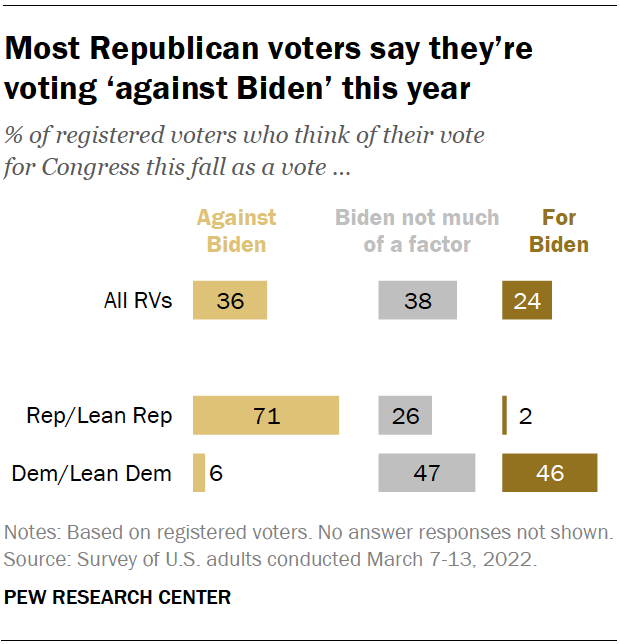 Most Republican voters say they’re
voting ‘against Biden’ this year
% of registered voters who think of their vote
for Congress this fall as a vote ...
Against Biden not much For
Biden of a factor Biden
All RVs 36 38 24
Rep/Lean Rep 71 26 2
Dem/Lean Dem 6 47 46
Notes: Based on registered voters. No answer responses not shown.
Source: Survey of U.S. adults conducted March 7-13, 2022.
PEW RESEARCH CENTER